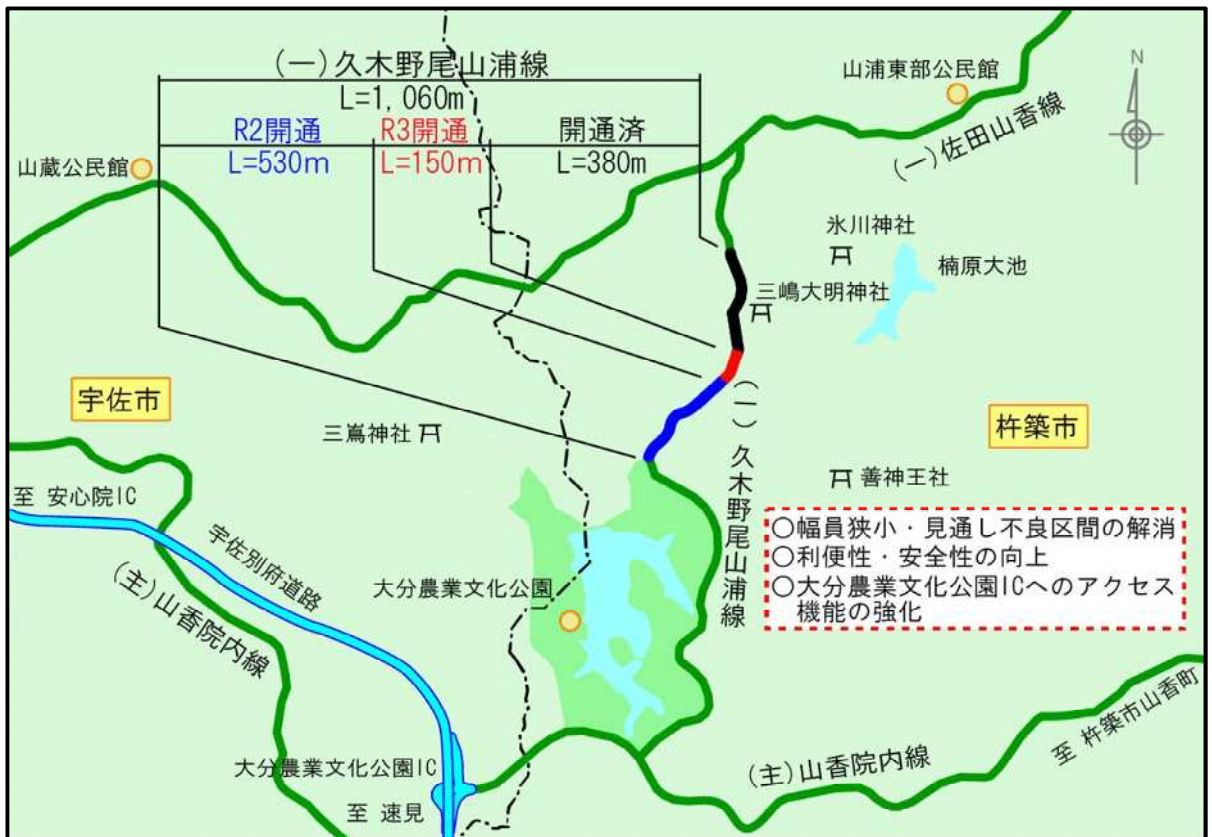 (一)久木野尾山浦線
L=1,060m
R2開通
R3開通
開通済
L=530m
L=150m
L=380m
山浦東部公民館
N
(一)佐田山香線
山蔵公民館
氷川神社
楠原大池
三嶋大明神社
宇佐市
三嶌神社
杵築市
(一)久木野尾山浦線
善神王社
至 安心院IC
宇佐別府道路
(主)山香院内線
大分農業文化公園
○幅員狭小・見通し不良区間の解消
○利便性・安全性の向上
○大分農業文化公園ICへのアクセス
機能の強化
大分農業文化公園IC
至 速見
(主)山香院内線
至 杵築市山香町